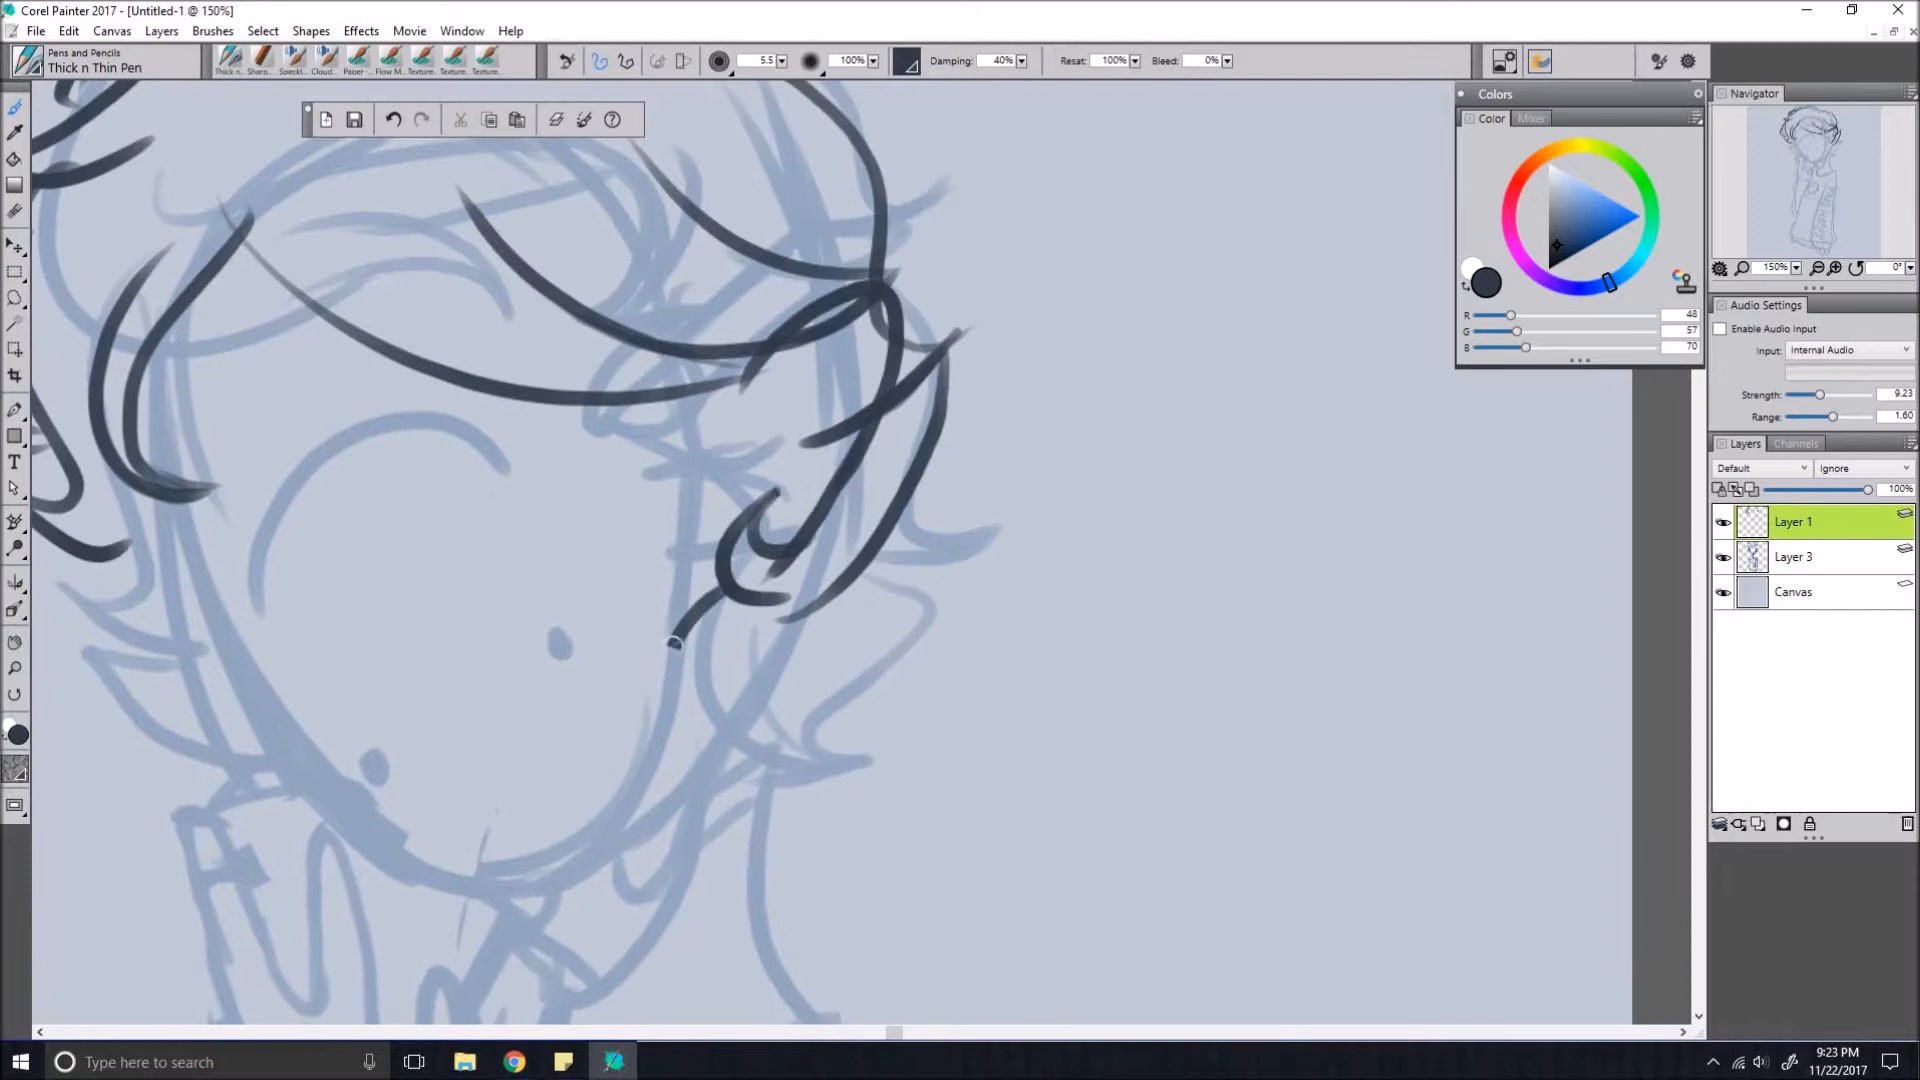 Corel Painter 2017 - [Untitled-1 @ 150%]
File Edit Canvas Layers Brushes Select Shapes Effects Movie Window Help
Pens and Pencils
Thick n Thin Pen
Thick n... Sharp... Speckl... Cloud... Paper... Flow M... Texture... Texture... Texture...
5.5 100% Damping: 40% Resat: 100% Bleed: 0%
Colors
Color Mixer
R 48
G 57
B 70
Navigator
150% 0°
Audio Settings
Enable Audio Input
Input: Internal Audio
Strength: 9.23
Range: 1.60
Layers Channels
Default Ignore
100%
Layer 1
Layer 3
Canvas
Type here to search
9:23 PM
11/22/2017